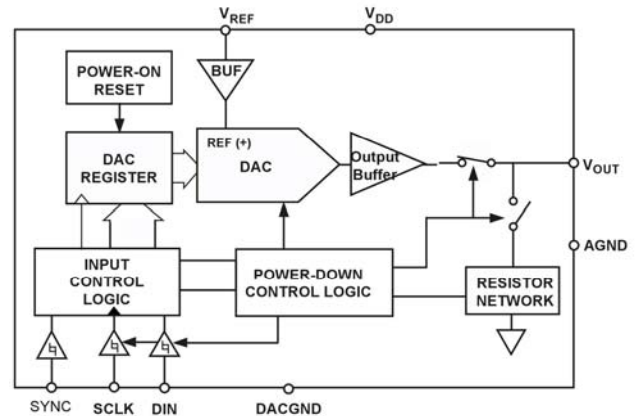 VREF
VDD
BUF
POWER-ON
RESET
REF (+)
DAC
REGISTER
DAC
Output
Buffer
VOUT
AGND
INPUT
CONTROL
LOGIC
POWER-DOWN
CONTROL LOGIC
RESISTOR
NETWORK
SYNC
SCLK
DIN
DACGND